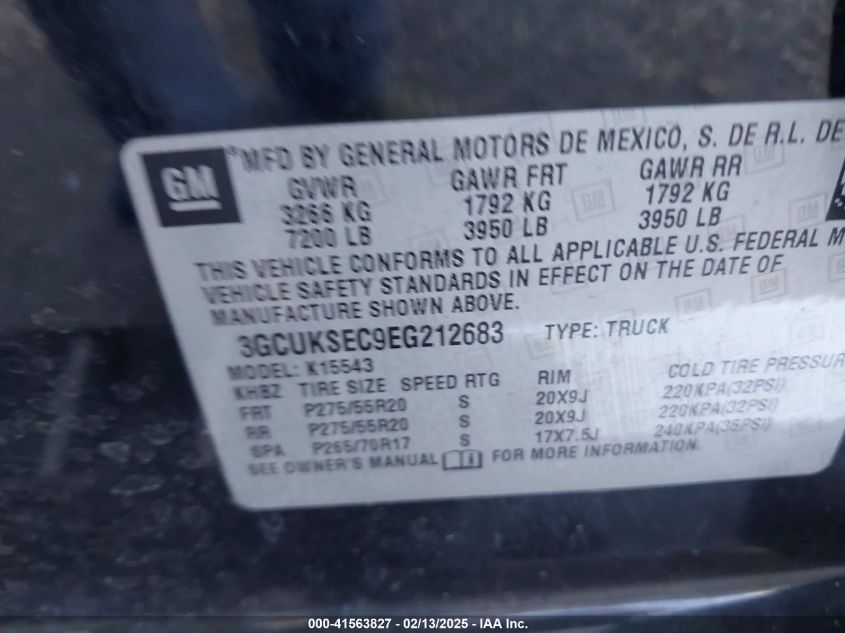 GM
*MFD BY GENERAL MOTORS DE MEXICO, S. DE R.L. DE
GVWR GAWR FRT GAWR RR
3266 KG 1792 KG 1792 KG
7200 LB 3950 LB 3950 LB
THIS VEHICLE CONFORMS TO ALL APPLICABLE U.S. FEDERAL M
VEHICLE SAFETY STANDARDS IN EFFECT ON THE DATE OF
MANUFACTURE SHOWN ABOVE.
3GCUKSEC9EG212683 TYPE: TRUCK
MODEL: K15543
KHBZ TIRE SIZE SPEED RTG RIM COLD TIRE PRESSUR
FRT P275/55R20 S 20X9J 220KPA(32PSI)
RR P275/55R20 S 20X9J 220KPA(32PSI)
SPA P265/70R17 S 17X7.5J 240KPA(35PSI)
SEE OWNER'S MANUAL FOR MORE INFORMATION.
000-41563827 - 02/13/2025 - IAA Inc.